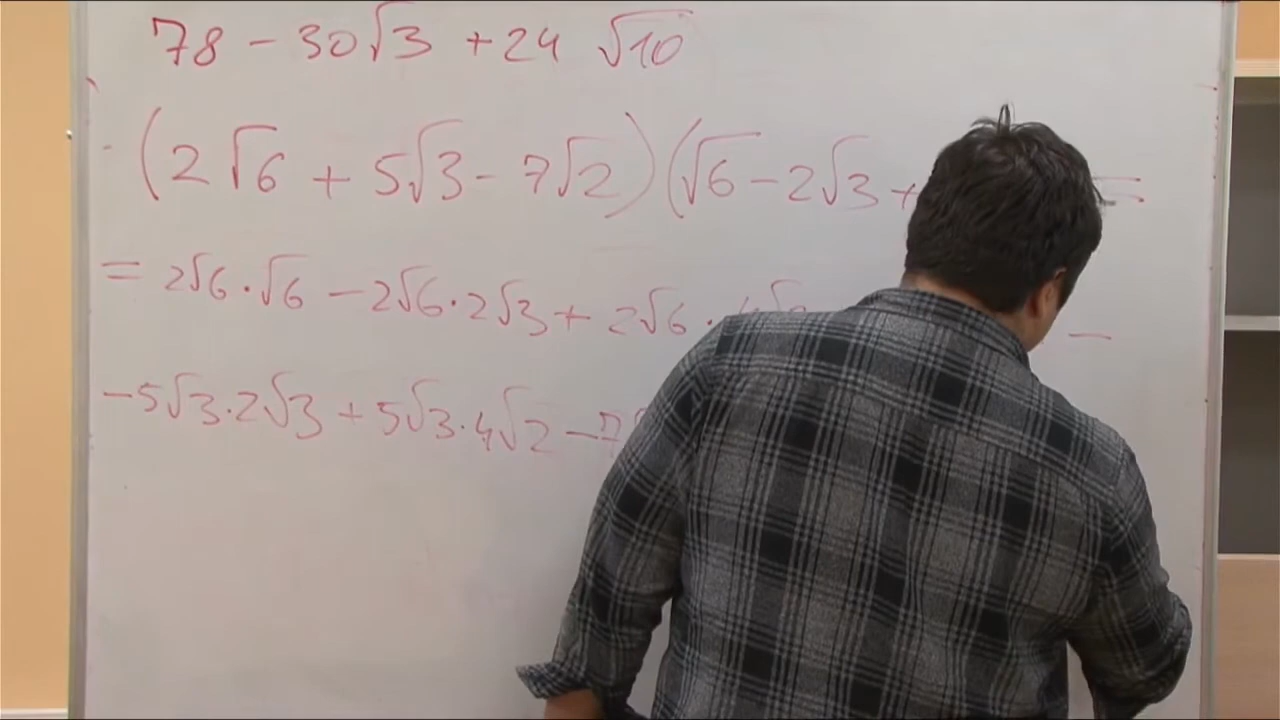 78 - 30√3 + 24 √10
(2√6 + 5√3 - 7√2)(√6 - 2√3 + =
= 2√6 · √6 - 2√6 · 2√3 + 2√6 · -
-5√3 · 2√3 + 5√3 · 4√2 - 7